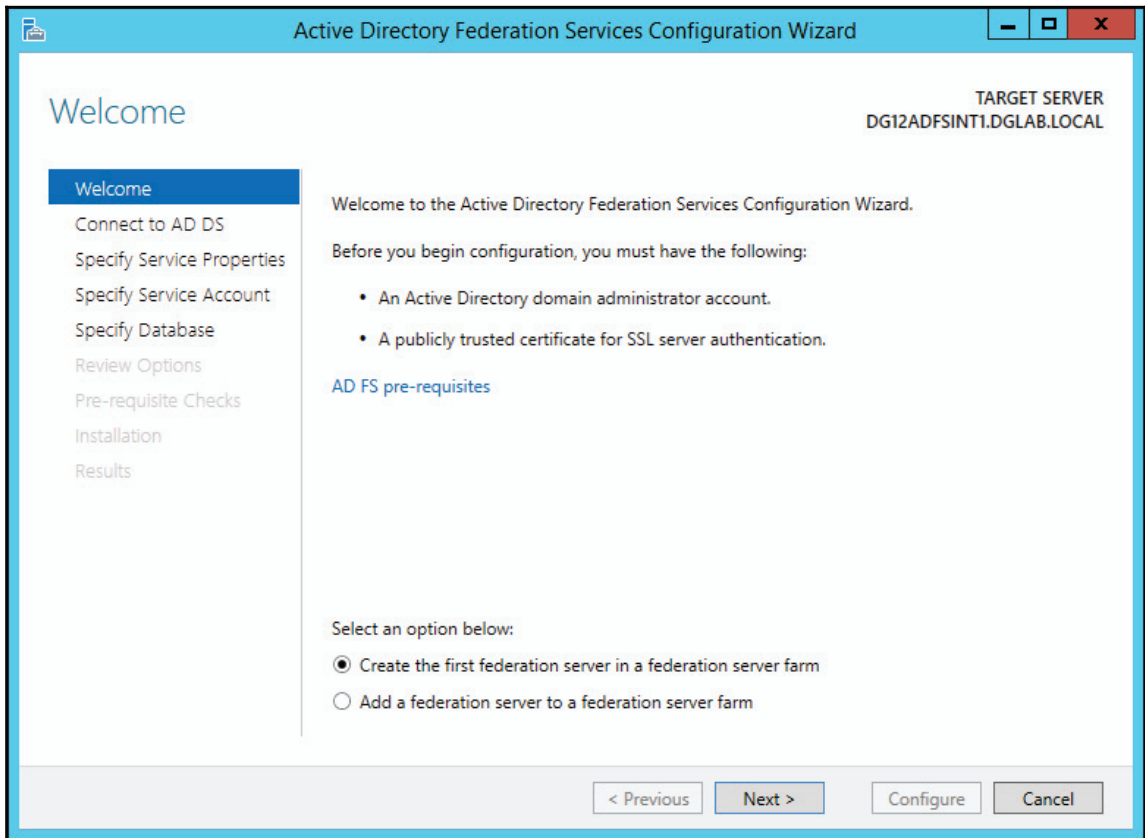 Active Directory Federation Services Configuration Wizard
Welcome
TARGET SERVER
DG12ADFSINT1.DGLAB.LOCAL
Welcome
Connect to AD DS
Specify Service Properties
Specify Service Account
Specify Database
Review Options
Pre-requisite Checks
Installation
Results
Welcome to the Active Directory Federation Services Configuration Wizard.
Before you begin configuration, you must have the following:
• An Active Directory domain administrator account.
• A publicly trusted certificate for SSL server authentication.
AD FS pre-requisites
Select an option below:
Create the first federation server in a federation server farm
Add a federation server to a federation server farm
< Previous
Next >
Configure
Cancel